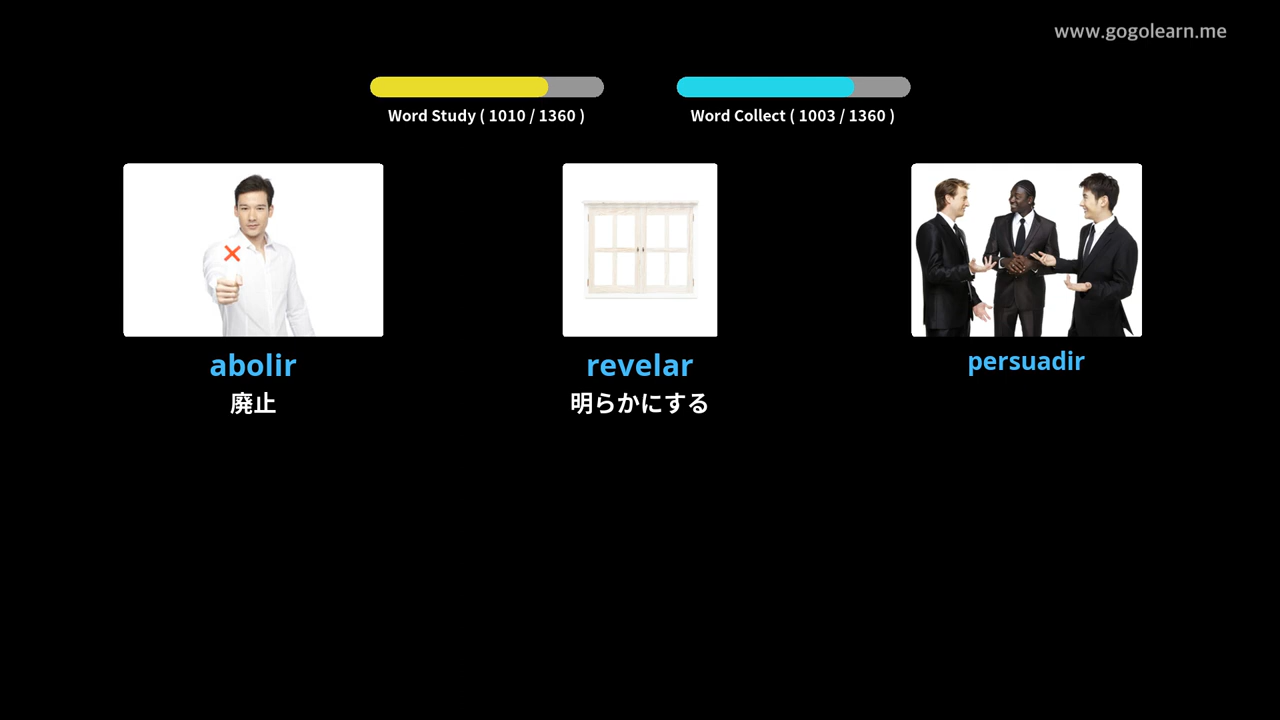 www.gogolearn.me
Word Study ( 1010 / 1360 )
Word Collect ( 1003 / 1360 )
abolir
廃止
revelar
明らかにする
persuadir